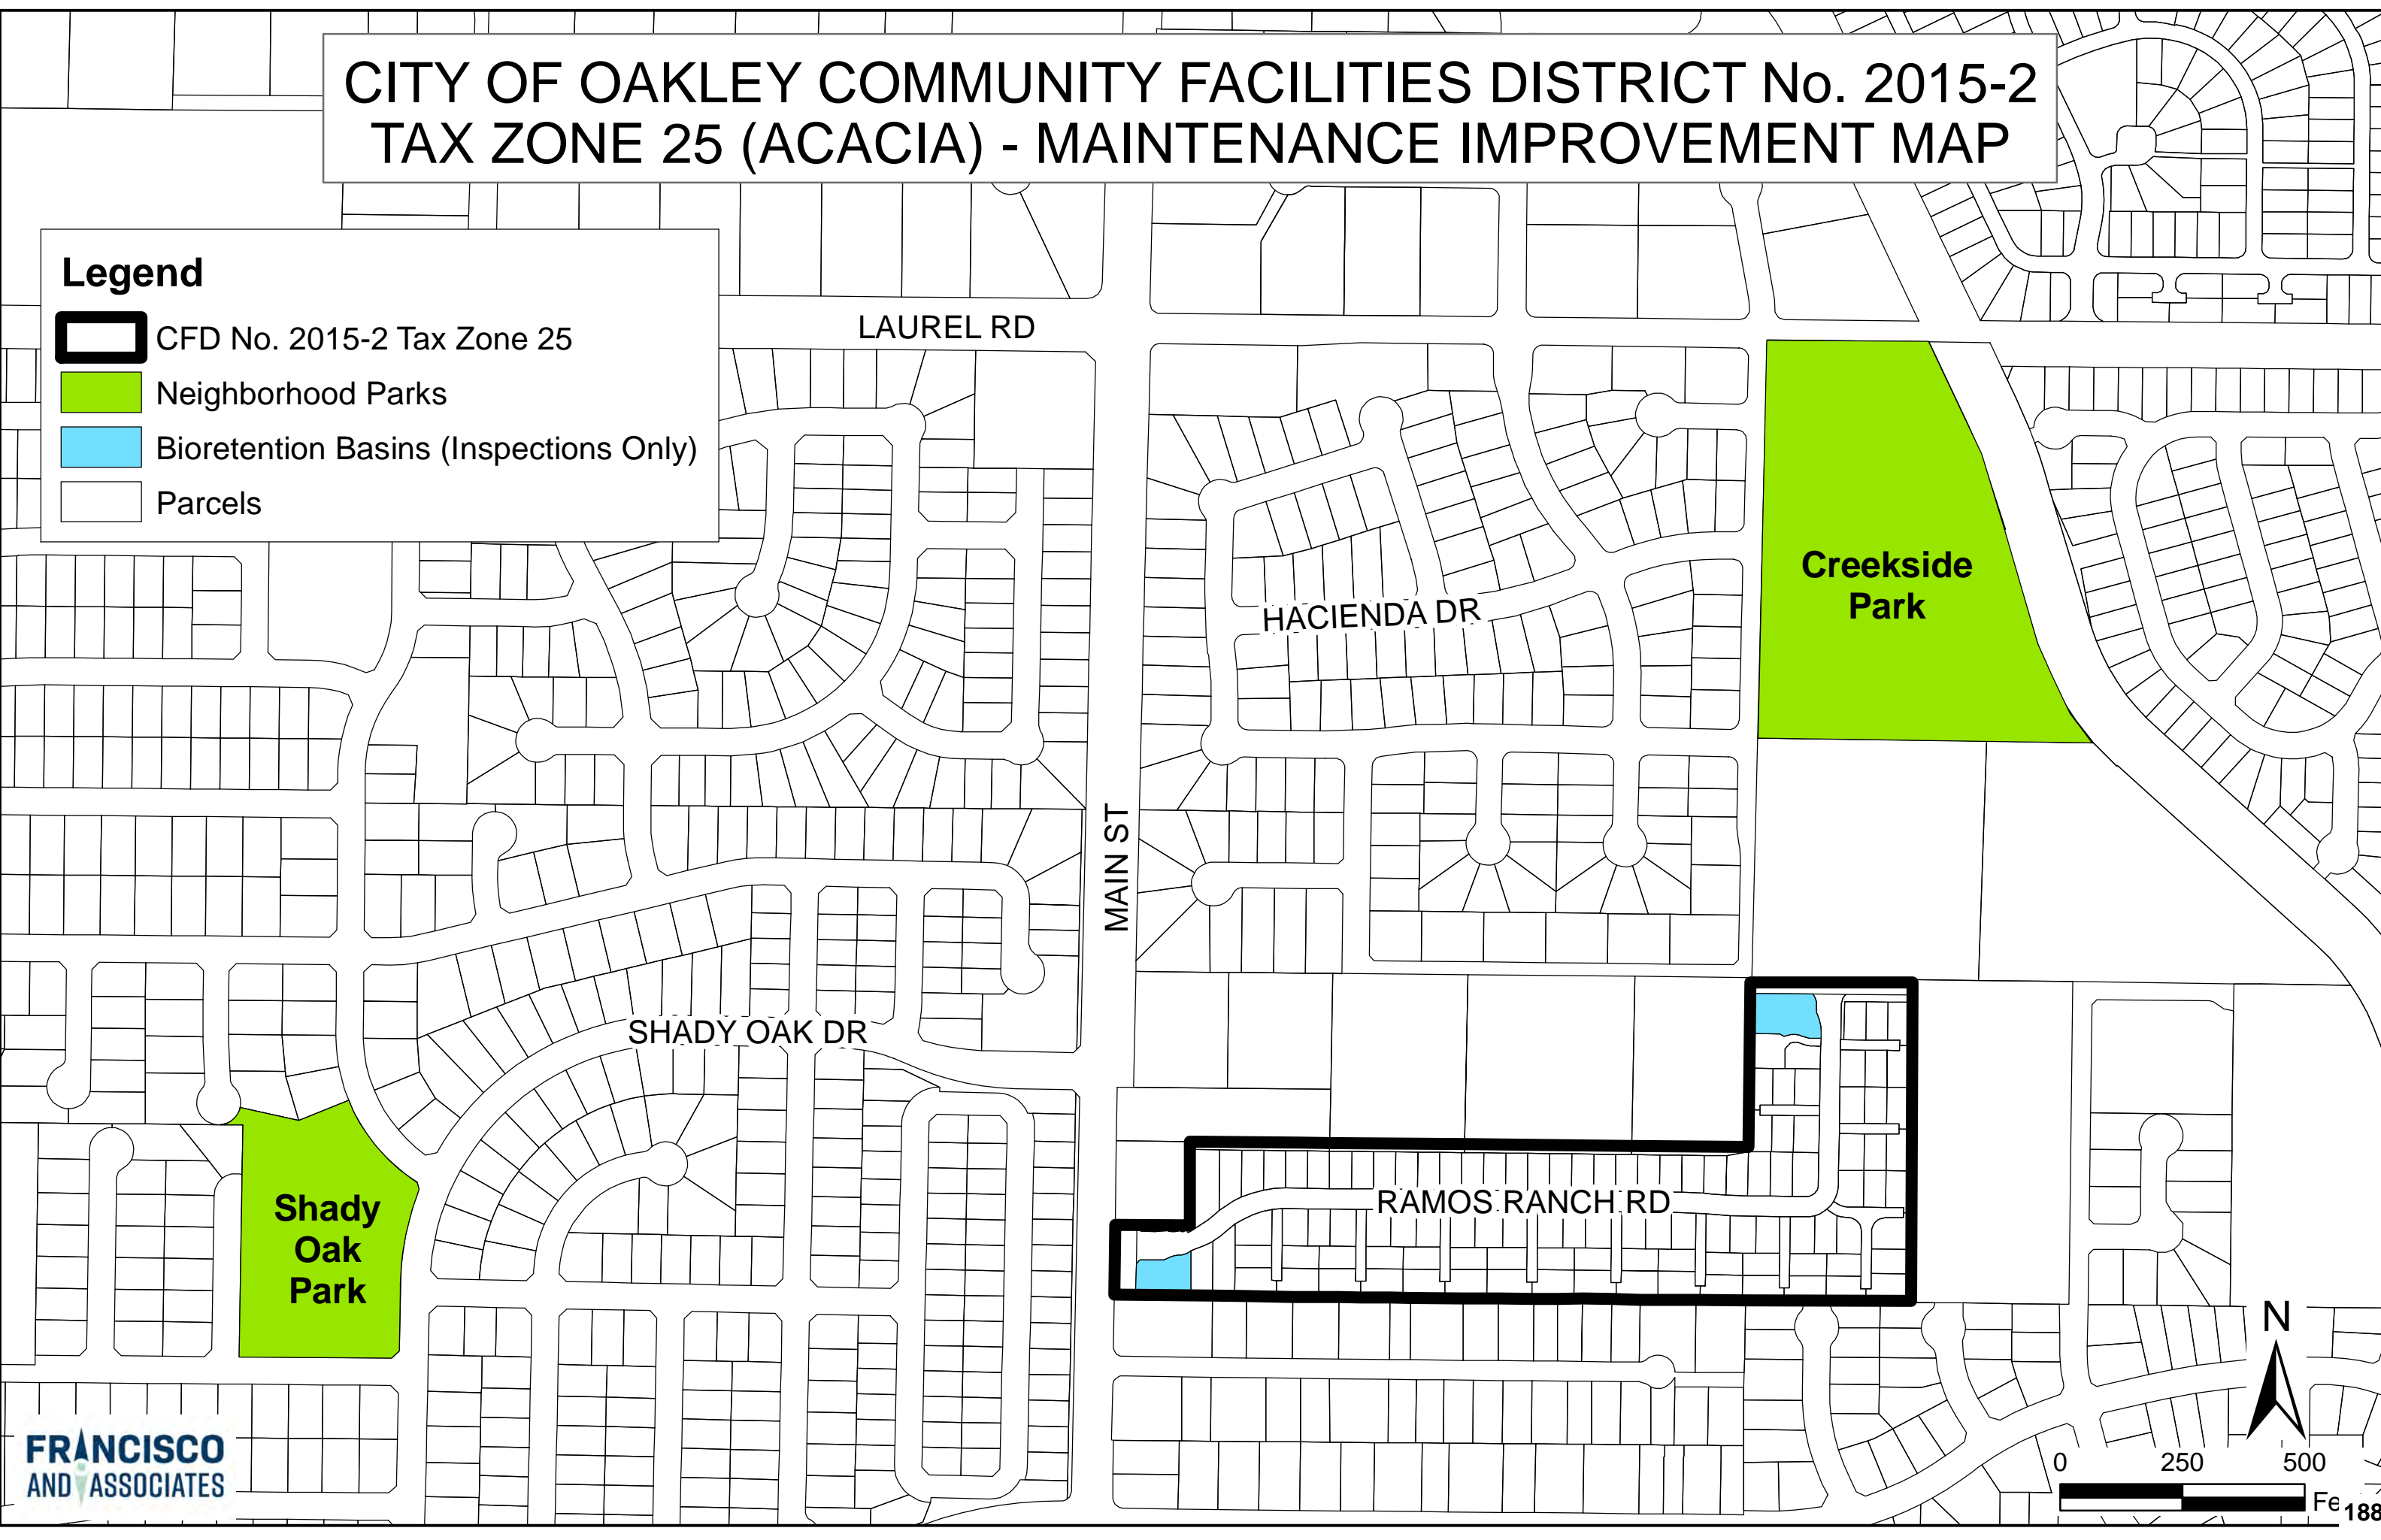 CITY OF OAKLEY COMMUNITY FACILITIES DISTRICT No. 2015-2
TAX ZONE 25 (ACACIA) - MAINTENANCE IMPROVEMENT MAP
Legend
CFD No. 2015-2 Tax Zone 25
Neighborhood Parks
Bioretention Basins (Inspections Only)
Parcels
LAUREL RD
Creekside
Park
HACIENDA DR
MAIN ST
SHADY OAK DR
RAMOS RANCH RD
Shady
Oak
Park
N
FRANCISCO
AND ASSOCIATES
0 250 500
Fe
188